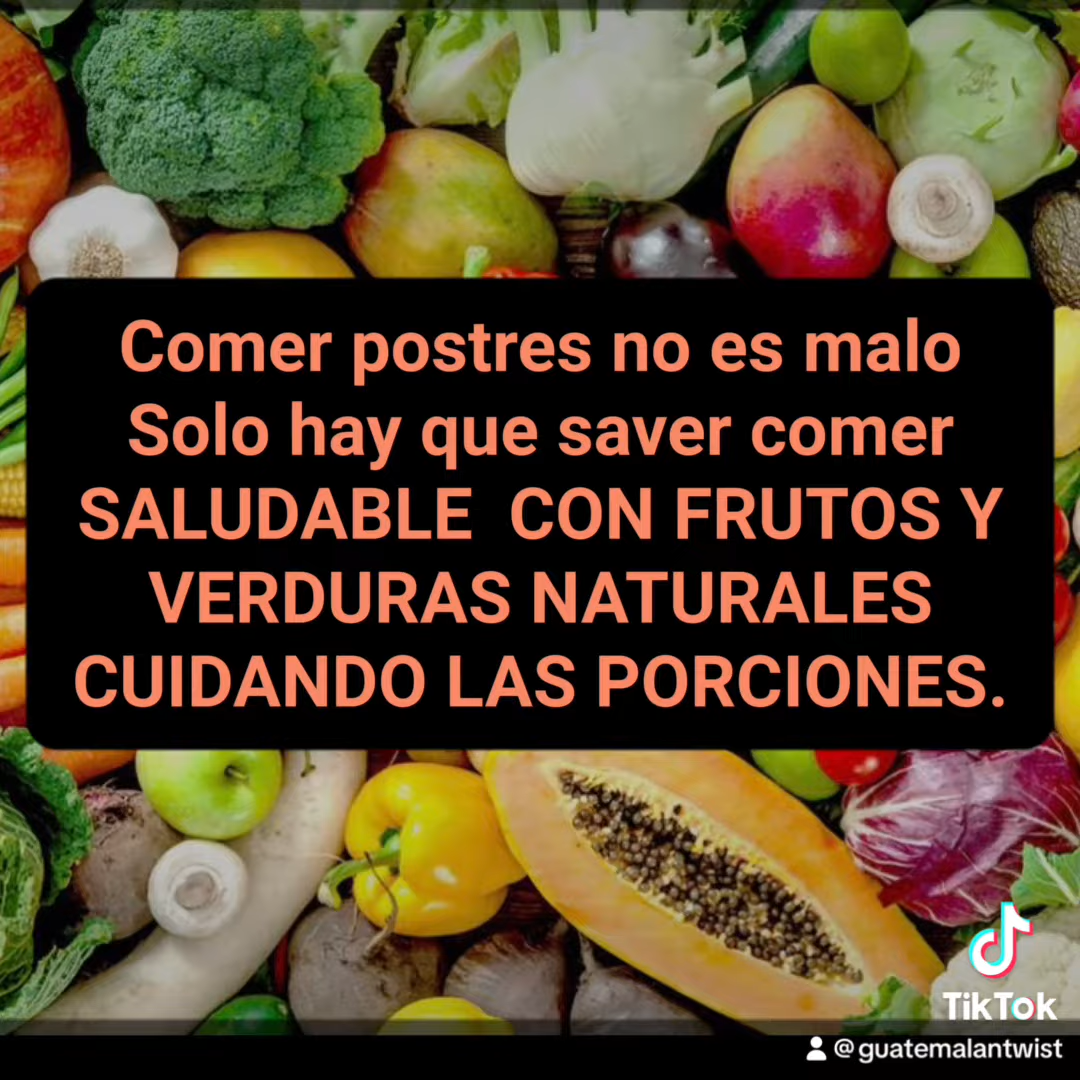 Comer postres no es malo
Solo hay que saver comer
SALUDABLE  CON FRUTOS Y
VERDURAS NATURALES
CUIDANDO LAS PORCIONES.
TikTok
@guatemalantwist